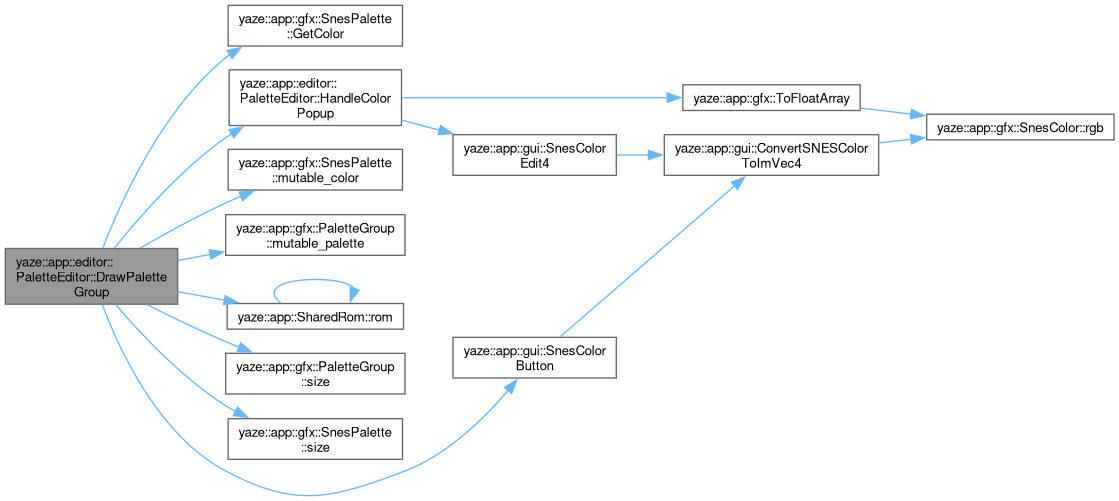 yaze::app::gfx::SnesPalette
::GetColor
yaze::app::editor::
PaletteEditor::HandleColor
Popup
yaze::app::gfx::ToFloatArray
yaze::app::gfx::SnesColor::rgb
yaze::app::gui::SnesColor
Edit4
yaze::app::gui::ConvertSNESColor
ToImVec4
yaze::app::gfx::SnesPalette
::mutable_color
yaze::app::gfx::PaletteGroup
::mutable_palette
yaze::app::editor::
PaletteEditor::DrawPalette
Group
yaze::app::SharedRom::rom
yaze::app::gfx::PaletteGroup
::size
yaze::app::gui::SnesColor
Button
yaze::app::gfx::SnesPalette
::size